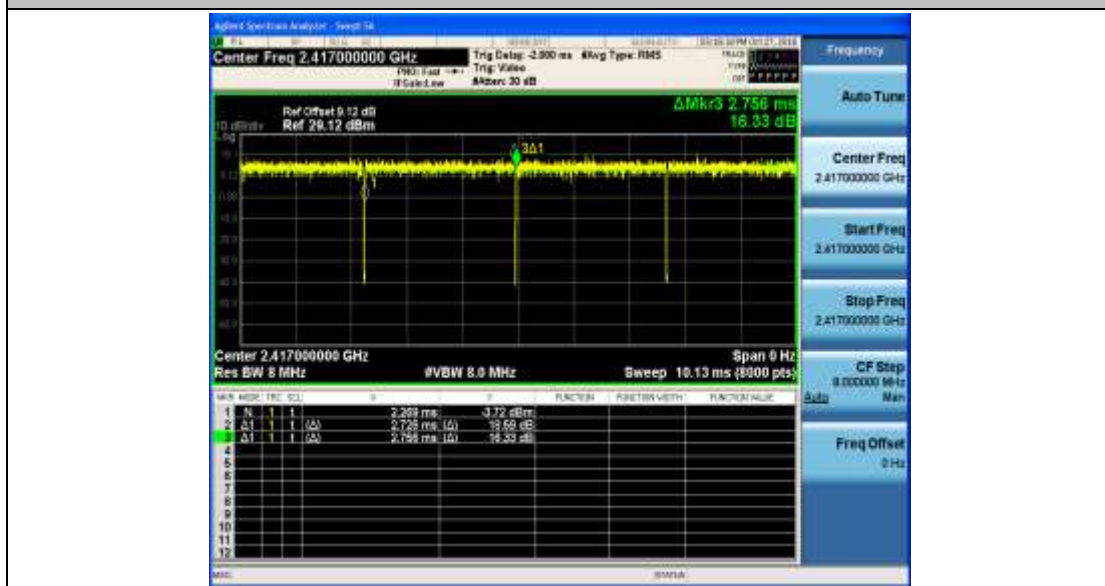 Agilent Spectrum Analyzer - Swept SA
Center Freq 2.417000000 GHz
PNO: Fast
IFGain:Low
Trig Delay: -2.000 ms
Trig: Video
#Atten: 30 dB
#Avg Type: RMS
TRACE
TYPE
DET
Frequency
Auto Tune
Ref Offset 9.12 dB
Ref 29.12 dBm
10 dB/div
Log
ΔMkr3 2.756 ms
16.33 dB
3Δ1
1
Center Freq
2.417000000 GHz
Start Freq
2.417000000 GHz
Stop Freq
2.417000000 GHz
Center 2.417000000 GHz
Span 0 Hz
Res BW 8 MHz
#VBW 8.0 MHz
Sweep 10.13 ms (8000 pts)
CF Step
8.000000 MHz
Auto Man
Freq Offset
0 Hz
MKR MODE TRC SCL X Y FUNCTION FUNCTION WIDTH FUNCTION VALUE
1 N 1 t 2.269 ms -3.72 dBm
2 Δ1 1 t (Δ) 2.726 ms (Δ) 18.59 dB
3 Δ1 1 t (Δ) 2.756 ms (Δ) 16.33 dB
4
5
6
7
8
9
10
11
12
MSG
STATUS